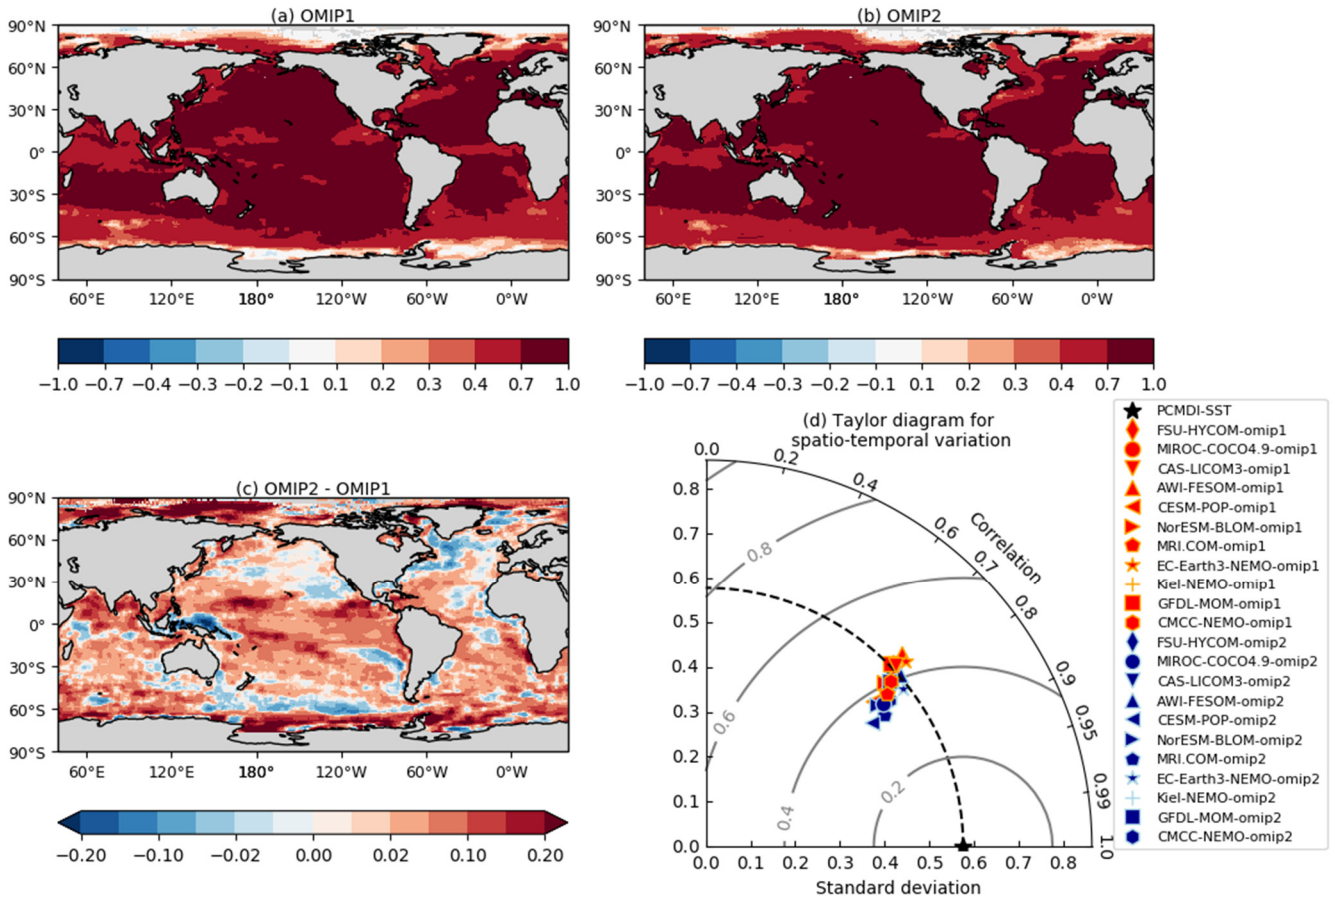 (a) OMIP1
90°N
60°N
30°N
0°
30°S
60°S
90°S
60°E 120°E 180° 120°W 60°W 0°W
−1.0 −0.7 −0.4 −0.3 −0.2 −0.1 0.1 0.2 0.3 0.4 0.7 1.0
(b) OMIP2
90°N
60°N
30°N
0°
30°S
60°S
90°S
60°E 120°E 180° 120°W 60°W 0°W
−1.0 −0.7 −0.4 −0.3 −0.2 −0.1 0.1 0.2 0.3 0.4 0.7 1.0
(c) OMIP2 - OMIP1
90°N
60°N
30°N
0°
30°S
60°S
90°S
60°E 120°E 180° 120°W 60°W 0°W
−0.20 −0.10 −0.02 0.00 0.02 0.10 0.20
(d) Taylor diagram for
spatio-temporal variation
0.0 0.2 0.4 0.6 0.7 0.8 0.9 0.95 0.99 1.0
Correlation
0.8
0.7
0.6
0.5
0.4
0.3
0.2
0.1
0.0
0.8
0.6
0.4
0.2
0.0 0.1 0.2 0.3 0.4 0.5 0.6 0.7 0.8
Standard deviation
PCMDI-SST
FSU-HYCOM-omip1
MIROC-COCO4.9-omip1
CAS-LICOM3-omip1
AWI-FESOM-omip1
CESM-POP-omip1
NorESM-BLOM-omip1
MRI.COM-omip1
EC-Earth3-NEMO-omip1
Kiel-NEMO-omip1
GFDL-MOM-omip1
CMCC-NEMO-omip1
FSU-HYCOM-omip2
MIROC-COCO4.9-omip2
CAS-LICOM3-omip2
AWI-FESOM-omip2
CESM-POP-omip2
NorESM-BLOM-omip2
MRI.COM-omip2
EC-Earth3-NEMO-omip2
Kiel-NEMO-omip2
GFDL-MOM-omip2
CMCC-NEMO-omip2